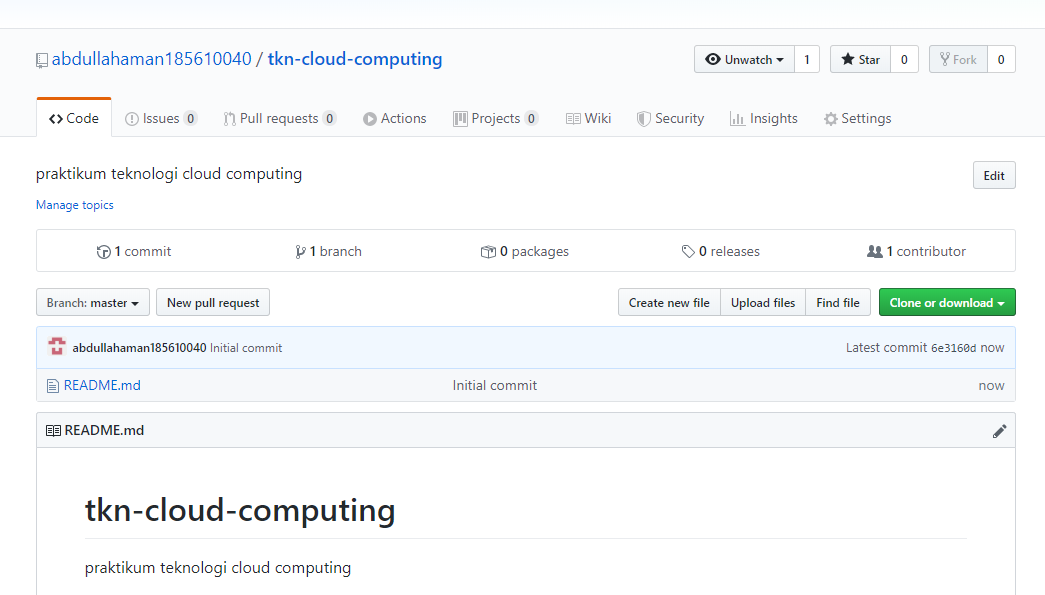 abdullahaman185610040 / tkn-cloud-computing
Unwatch 1 Star 0 Fork 0
Code Issues 0 Pull requests 0 Actions Projects 0 Wiki Security Insights Settings
praktikum teknologi cloud computing Edit
Manage topics
1 commit 1 branch 0 packages 0 releases 1 contributor
Branch: master New pull request Create new file Upload files Find file Clone or download
abdullahaman185610040 Initial commit Latest commit 6e3160d now
README.md Initial commit now
README.md
tkn-cloud-computing
praktikum teknologi cloud computing